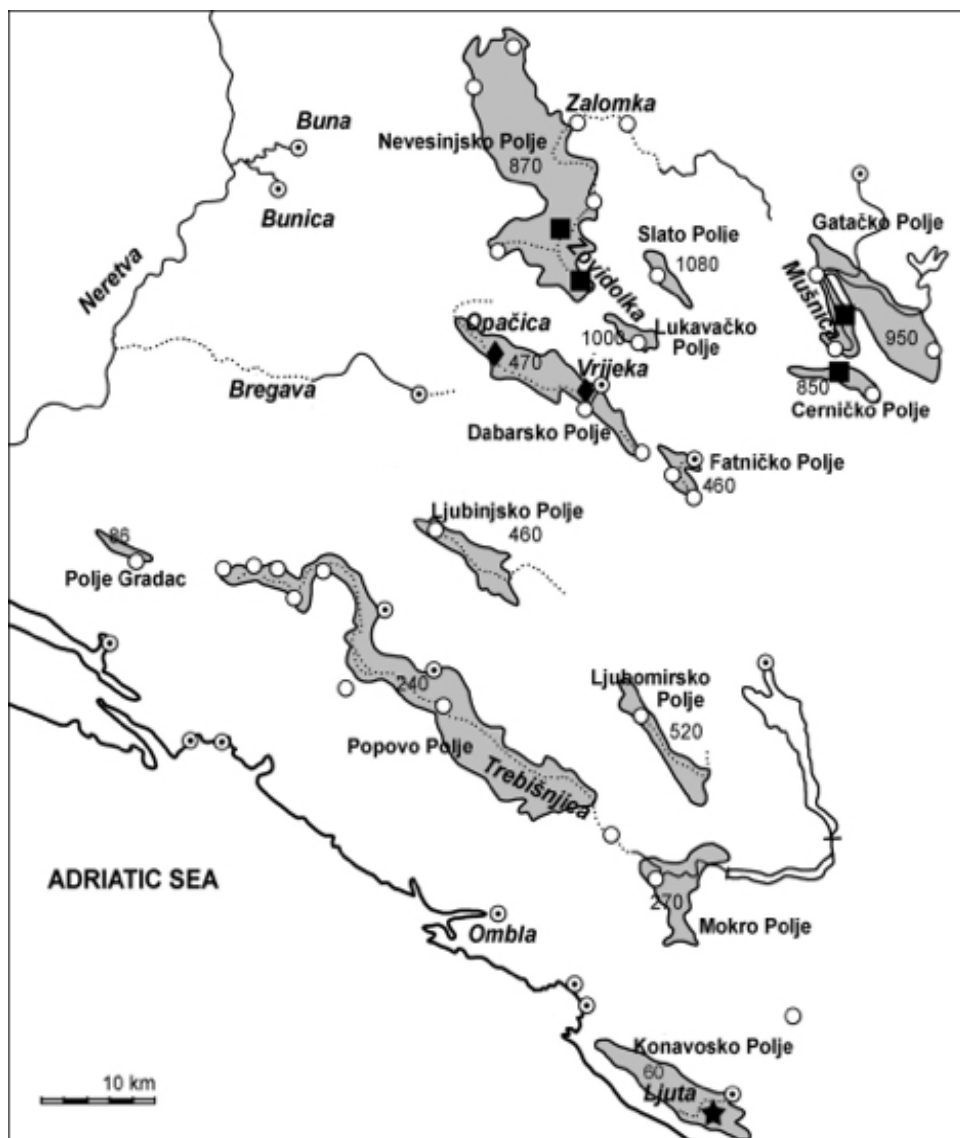 Buna
Zalomka
Nevesinjsko Polje
870
Bunica
Neretva
Slato Polje
1080
Gatačko Polje
Zovidolka
Mušnica
Opačica
1000
Lukavačko
Polje
950
470
Vrijeka
850
Bregava
Cerničko Polje
Dabarsko Polje
Fatničko Polje
460
Ljubinjsko Polje
460
86
Polje Gradac
Ljubomirsko
Polje
520
240
Popovo Polje
Trebišnjica
ADRIATIC SEA
270
Mokro Polje
Ombla
Konavosko Polje
60
Ljuta
10 km